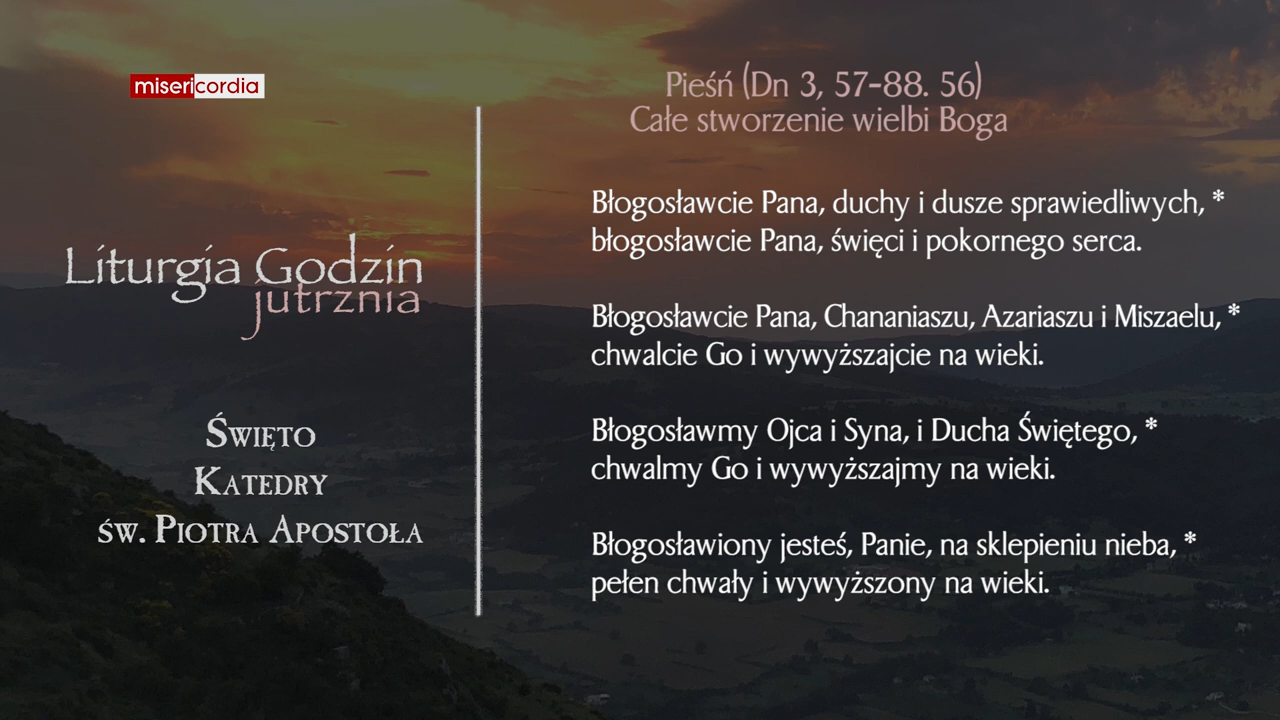 misericordia
Liturgia Godzin
jutrznia
Święto
Katedry
św. Piotra Apostoła
Pieśń (Dn 3, 57-88. 56)
Całe stworzenie wielbi Boga
Błogosławcie Pana, duchy i dusze sprawiedliwych, *
błogosławcie Pana, święci i pokornego serca.
Błogosławcie Pana, Chananiaszu, Azariaszu i Miszaelu, *
chwalcie Go i wywyższajcie na wieki.
Błogosławmy Ojca i Syna, i Ducha Świętego, *
chwalmy Go i wywyższajmy na wieki.
Błogosławiony jesteś, Panie, na sklepieniu nieba, *
pełen chwały i wywyższony na wieki.